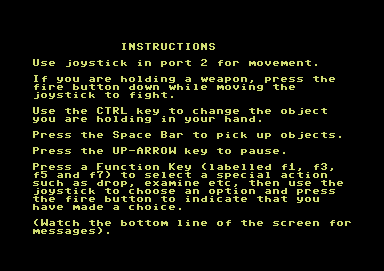 INSTRUCTIONS
Use joystick in port 2 for movement.
If you are holding a weapon, press the
fire button down while moving the
joystick to fight.
Use the CTRL key to change the object
you are holding in your hand.
Press the Space Bar to pick up objects.
Press the UP-ARROW key to pause.
Press a Function Key (labelled f1, f3,
f5 and f7) to select a special action
such as drop, examine etc, then use the
joystick to choose an option and press
the fire button to indicate that you
have made a choice.
(Watch the bottom line of the screen for
messages).